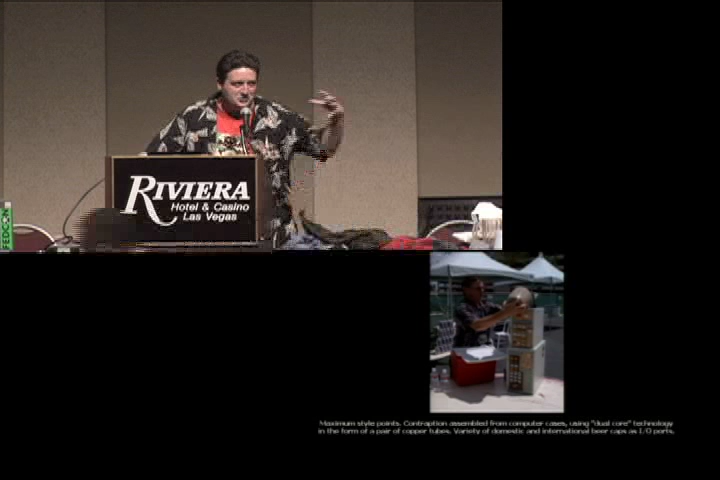 RIVIERA
Hotel & Casino
Las Vegas
FEDCON
Maximum style points. Contraption assembled from computer cases, using "dual core" technology
in the form of a pair of copper tubes. Variety of domestic and international beer caps as I/O ports.